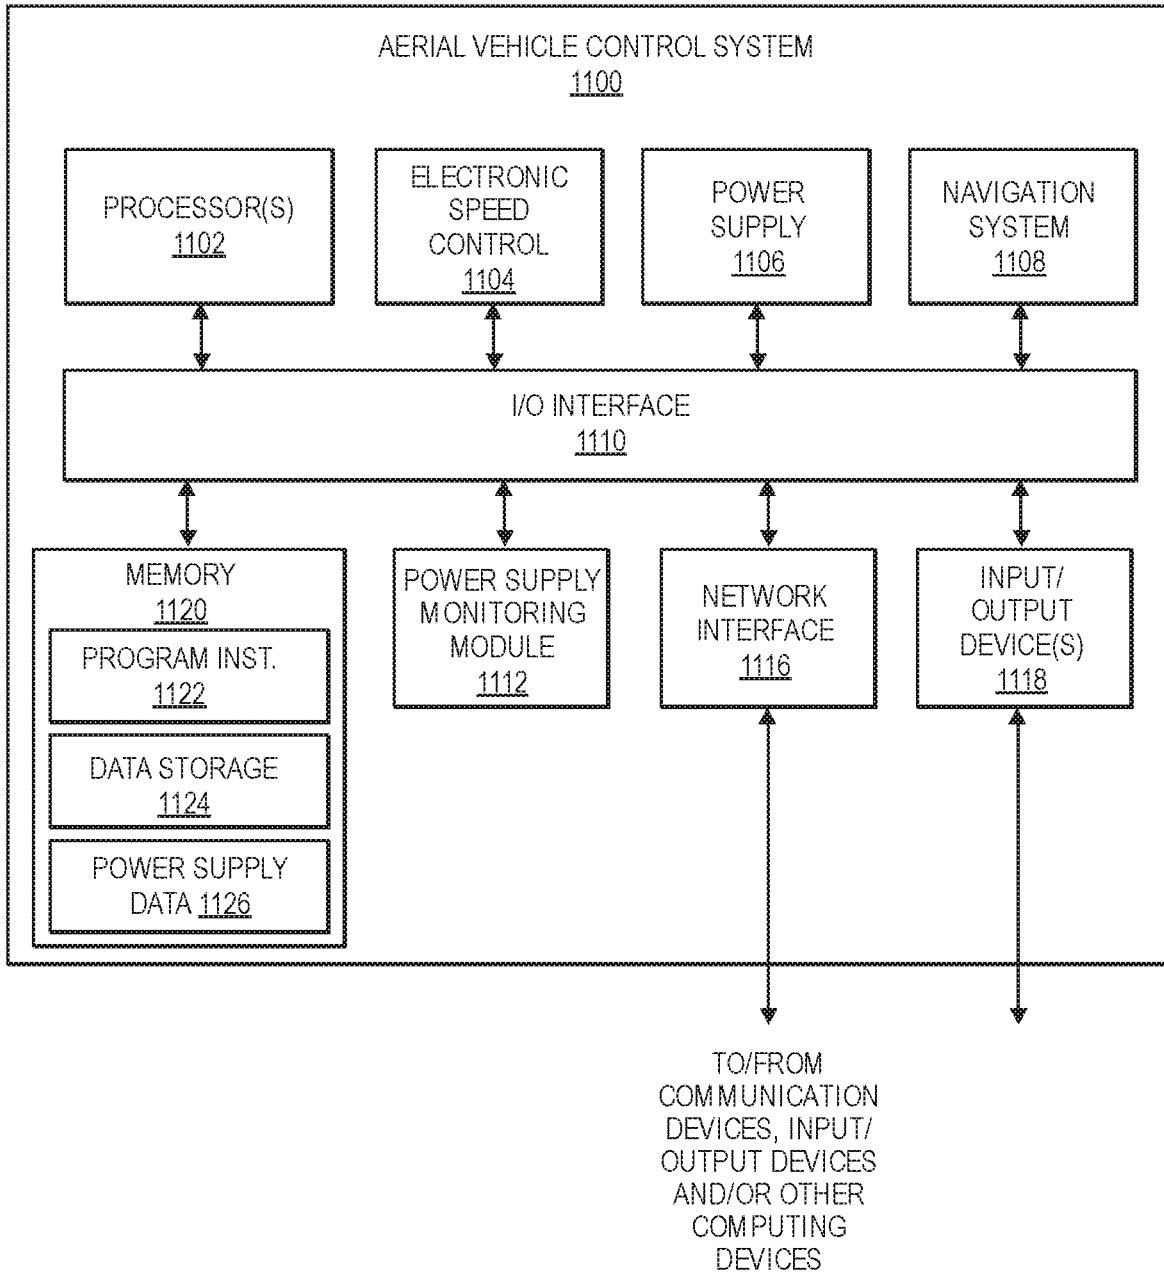 AERIAL VEHICLE CONTROL SYSTEM
1100
PROCESSOR(S)
1102
ELECTRONIC
SPEED
CONTROL
1104
POWER
SUPPLY
1106
NAVIGATION
SYSTEM
1108
I/O INTERFACE
1110
MEMORY
1120
PROGRAM INST.
1122
DATA STORAGE
1124
POWER SUPPLY
DATA 1126
POWER SUPPLY
MONITORING
MODULE
1112
NETWORK
INTERFACE
1116
INPUT/
OUTPUT
DEVICE(S)
1118
TO/FROM
COMMUNICATION
DEVICES, INPUT/
OUTPUT DEVICES
AND/OR OTHER
COMPUTING
DEVICES